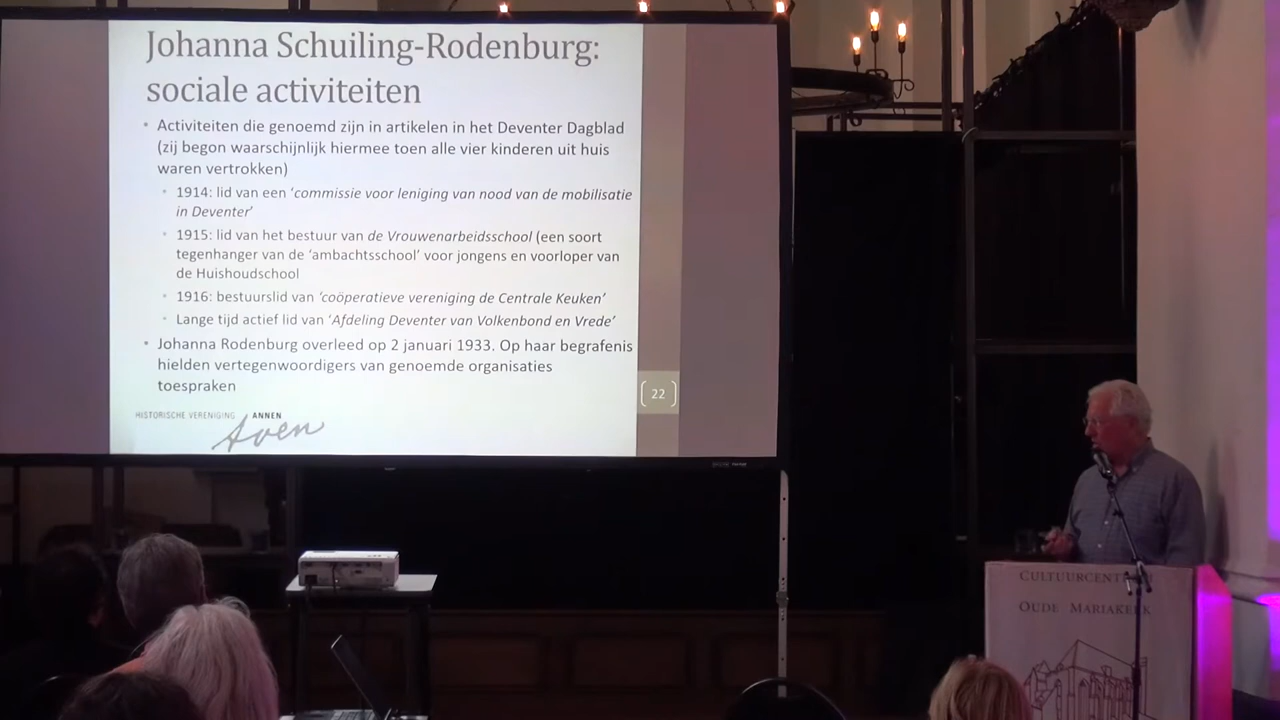 Johanna Schuiling-Rodenburg:
sociale activiteiten
• Activiteiten die genoemd zijn in artikelen in het Deventer Dagblad
(zij begon waarschijnlijk hiermee toen alle vier kinderen uit huis
waren vertrokken)
• 1914: lid van een ‘commissie voor leniging van nood van de mobilisatie
in Deventer’
• 1915: lid van het bestuur van de Vrouwenarbeidsschool (een soort
tegenhanger van de ‘ambachtsschool’ voor jongens en voorloper van
de Huishoudschool
• 1916: bestuurslid van ‘coöperatieve vereniging de Centrale Keuken’
• Lange tijd actief lid van ‘Afdeling Deventer van Volkenbond en Vrede’
• Johanna Rodenburg overleed op 2 januari 1933. Op haar begrafenis
hielden vertegenwoordigers van genoemde organisaties
toespraken
22
HISTORISCHE VERENIGING ANNEN
Aven
CULTUURCENTRUM
OUDE MARIAKERK